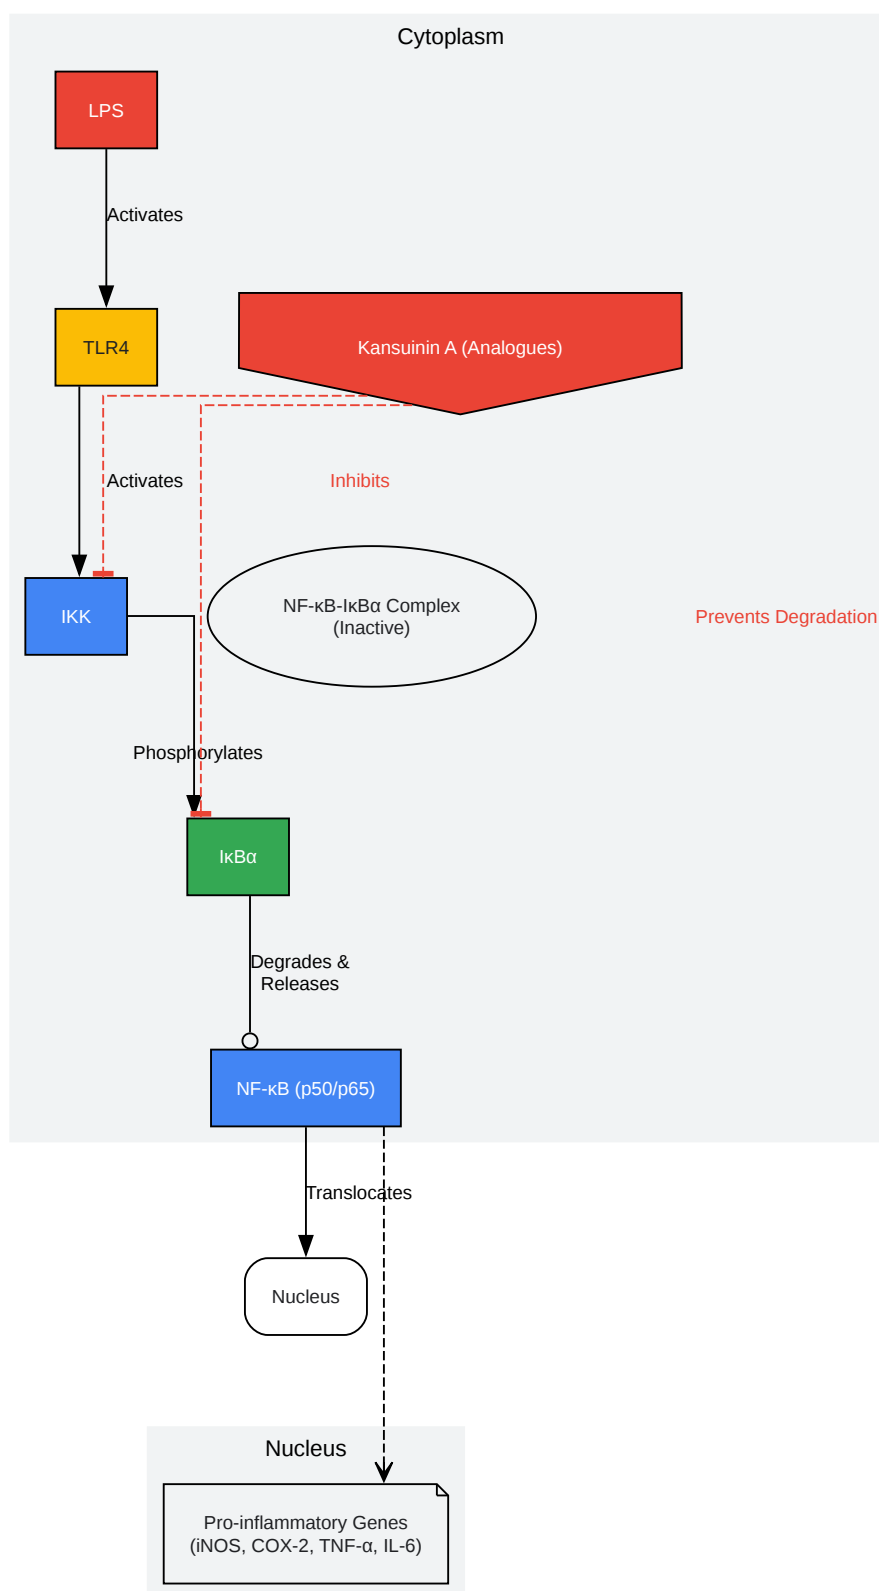 Cytoplasm
LPS
Activates
TLR4
Kansuinin A (Analogues)
Activates
Inhibits
IKK
NF-κB-IκBα Complex
(Inactive)
Prevents Degradation
Phosphorylates
IκBα
Degrades &
Releases
NF-κB (p50/p65)
Translocates
Nucleus
Nucleus
Pro-inflammatory Genes
(iNOS, COX-2, TNF-α, IL-6)